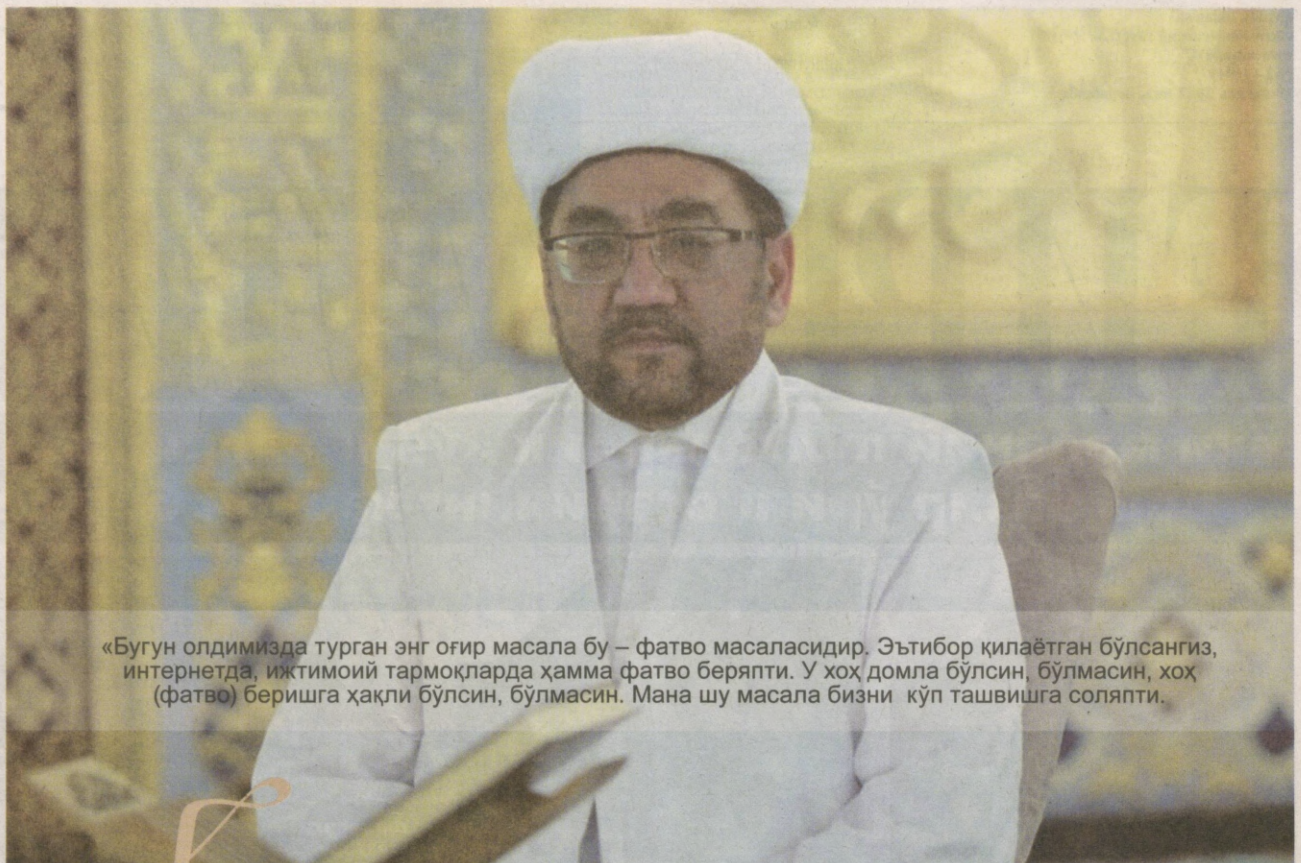 «Бугун олдимизда турган энг оғир масала бу – фатво масаласидир. Эътибор қилаётган бўлсангиз,
интернетда, ижтимоий тармоқларда ҳамма фатво беряпти. У хоҳ домла бўлсин, бўлмасин, хоҳ
(фатво) беришга ҳақли бўлсин, бўлмасин. Мана шу масала бизни кўп ташвишга соляпти.